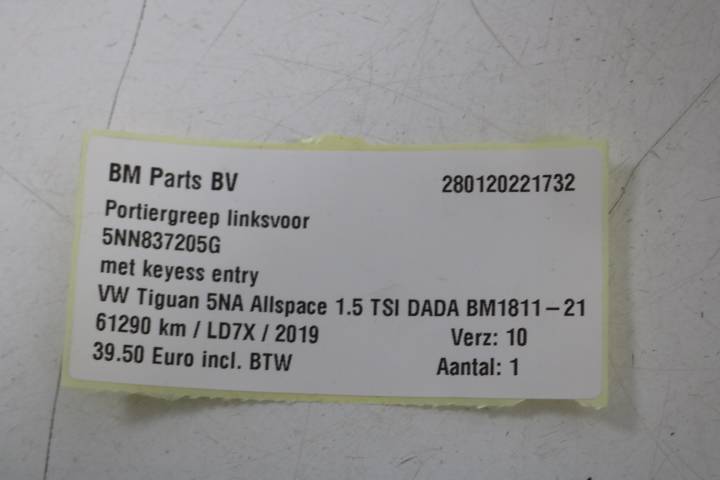 BM Parts BV 280120221732
Portiergreep linksvoor
5NN837205G
met keyess entry
VW Tiguan 5NA Allspace 1.5 TSI DADA BM1811-21
61290 km / LD7X / 2019 Verz: 10
39.50 Euro incl. BTW Aantal: 1